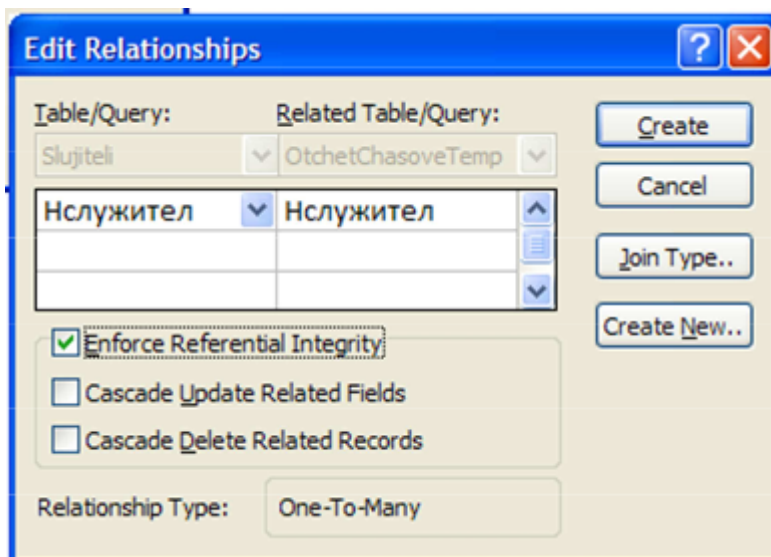 Edit Relationships
Table/Query: Related Table/Query:
Slujiteli OtchetChasoveTemp
Нслужител Нслужител
Create
Cancel
Join Type..
Create New..
Enforce Referential Integrity
Cascade Update Related Fields
Cascade Delete Related Records
Relationship Type: One-To-Many